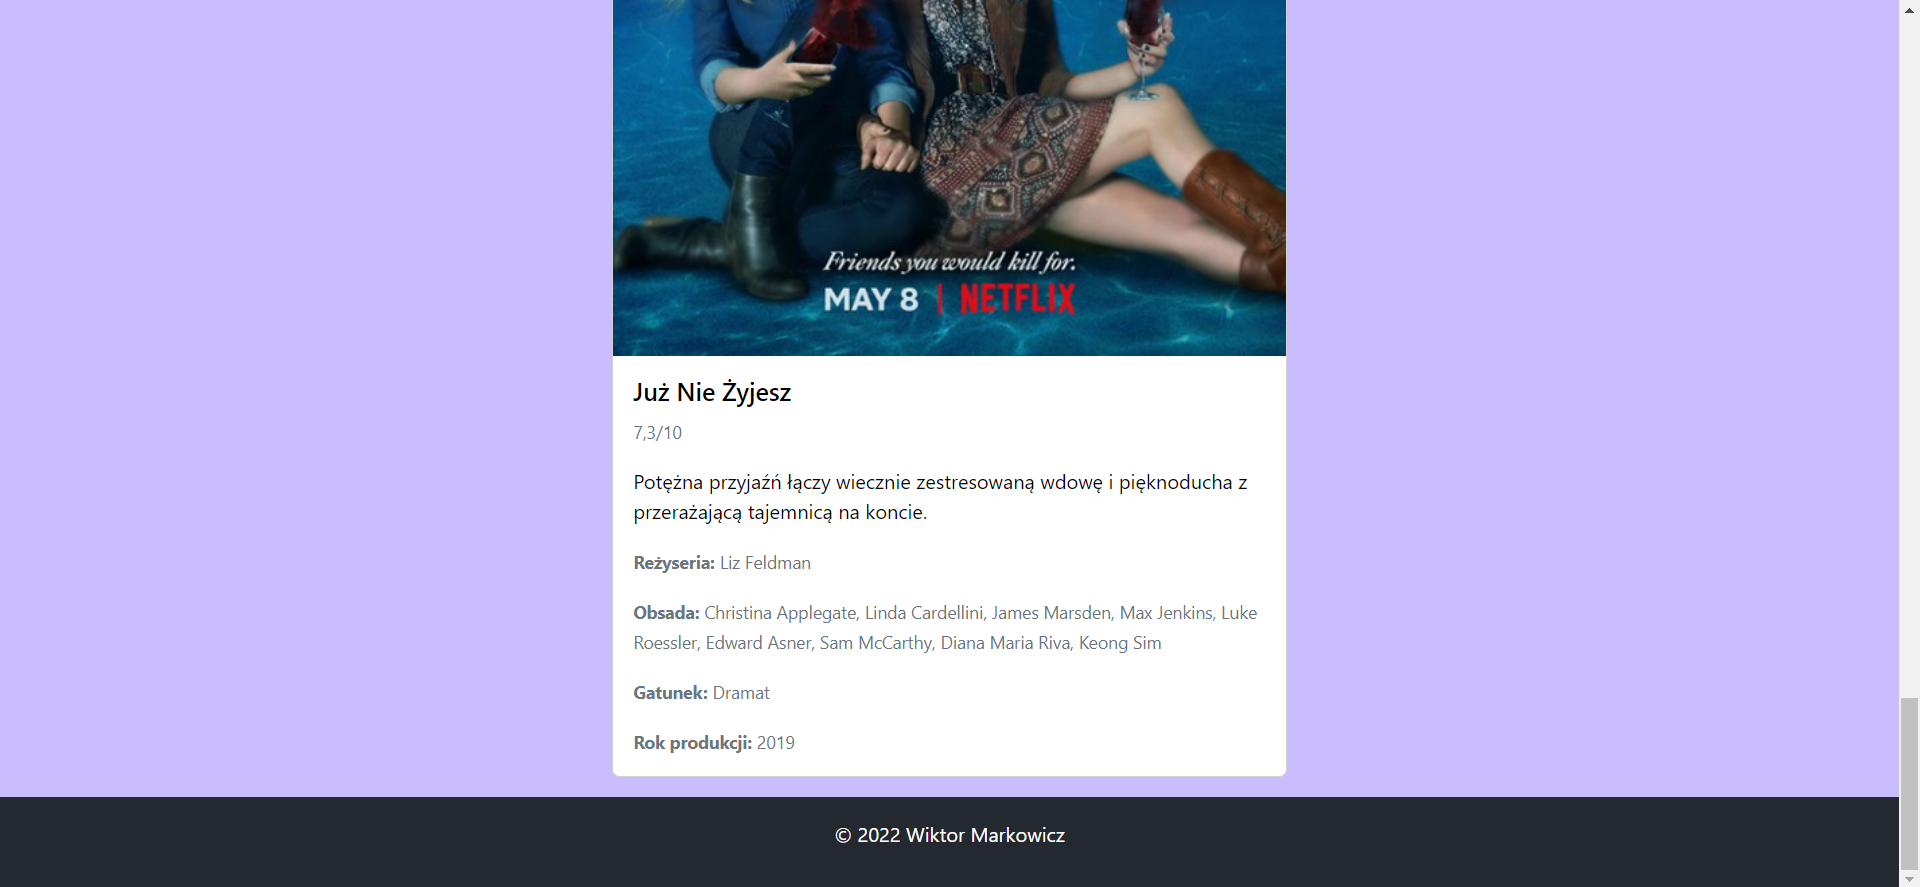 Friends you would kill for.
MAY 8 | NETFLIX
Już Nie Żyjesz
7,3/10
Potężna przyjaźń łączy wiecznie zestresowaną wdowę i pięknoducha z
przerażającą tajemnicą na koncie.
Reżyseria: Liz Feldman
Obsada: Christina Applegate, Linda Cardellini, James Marsden, Max Jenkins, Luke
Roessler, Edward Asner, Sam McCarthy, Diana Maria Riva, Keong Sim
Gatunek: Dramat
Rok produkcji: 2019
© 2022 Wiktor Markowicz